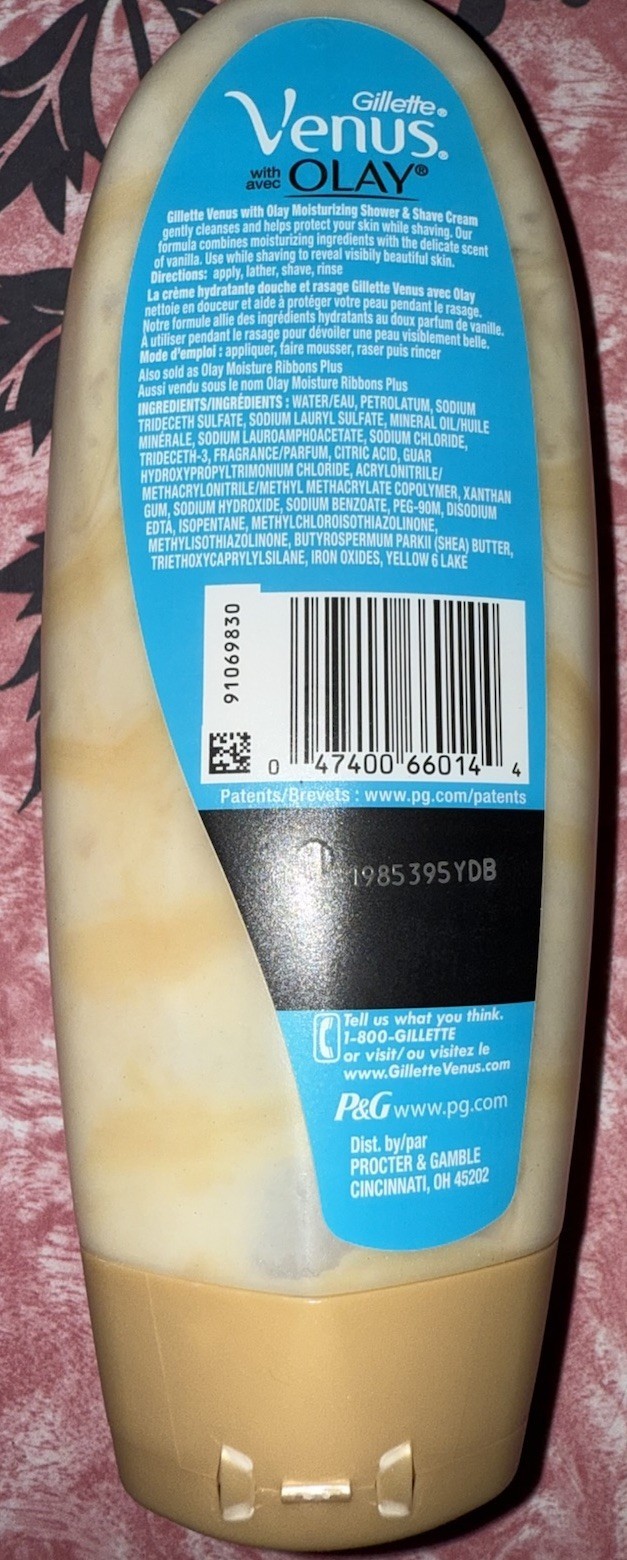 Gillette®
Venus®
with
avec OLAY®
Gillette Venus with Olay Moisturizing Shower & Shave Cream
gently cleanses and helps protect your skin while shaving. Our
formula combines moisturizing ingredients with the delicate scent
of vanilla. Use while shaving to reveal visibily beautiful skin.
Directions: apply, lather, shave, rinse
La crème hydratante douche et rasage Gillette Venus avec Olay
nettoie en douceur et aide à protéger votre peau pendant le rasage.
Notre formule allie des ingrédients hydratants au doux parfum de vanille.
À utiliser pendant le rasage pour dévoiler une peau visiblement belle.
Mode d'emploi : appliquer, faire mousser, raser puis rincer
Also sold as Olay Moisture Ribbons Plus
Aussi vendu sous le nom Olay Moisture Ribbons Plus
INGREDIENTS/INGRÉDIENTS : WATER/EAU, PETROLATUM, SODIUM
TRIDECETH SULFATE, SODIUM LAURYL SULFATE, MINERAL OIL/HUILE
MINÉRALE, SODIUM LAUROAMPHOACETATE, SODIUM CHLORIDE,
TRIDECETH-3, FRAGRANCE/PARFUM, CITRIC ACID, GUAR
HYDROXYPROPYLTRIMONIUM CHLORIDE, ACRYLONITRILE/
METHACRYLONITRILE/METHYL METHACRYLATE COPOLYMER, XANTHAN
GUM, SODIUM HYDROXIDE, SODIUM BENZOATE, PEG-90M, DISODIUM
EDTA, ISOPENTANE, METHYLCHLOROISOTHIAZOLINONE,
METHYLISOTHIAZOLINONE, BUTYROSPERMUM PARKII (SHEA) BUTTER,
TRIETHOXYCAPRYLYLSILANE, IRON OXIDES, YELLOW 6 LAKE
91069830
0 47400 66014 4
Patents/Brevets : www.pg.com/patents
1985395YDB
Tell us what you think.
1-800-GILLETTE
or visit/ ou visitez le
www.GilletteVenus.com
P&G www.pg.com
Dist. by/par
PROCTER & GAMBLE
CINCINNATI, OH 45202